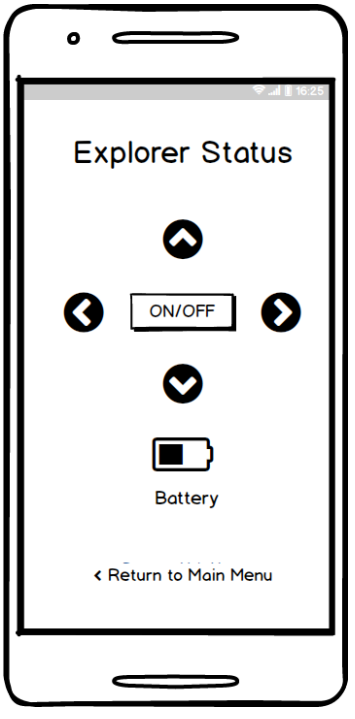 16:25
Explorer Status
ON/OFF
Battery
< Return to Main Menu